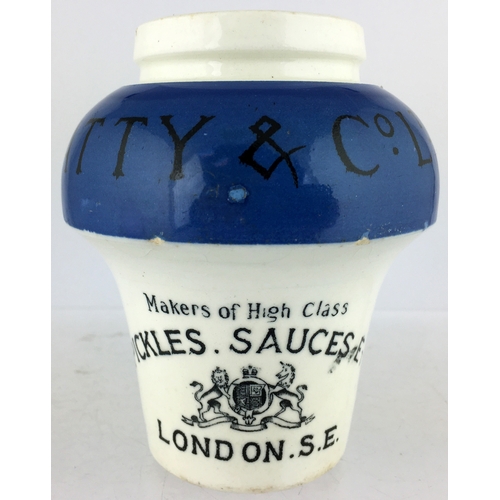 TTY & Co. L
Makers of High Class
ICKLES. SAUCES. E
LONDON. S.E.